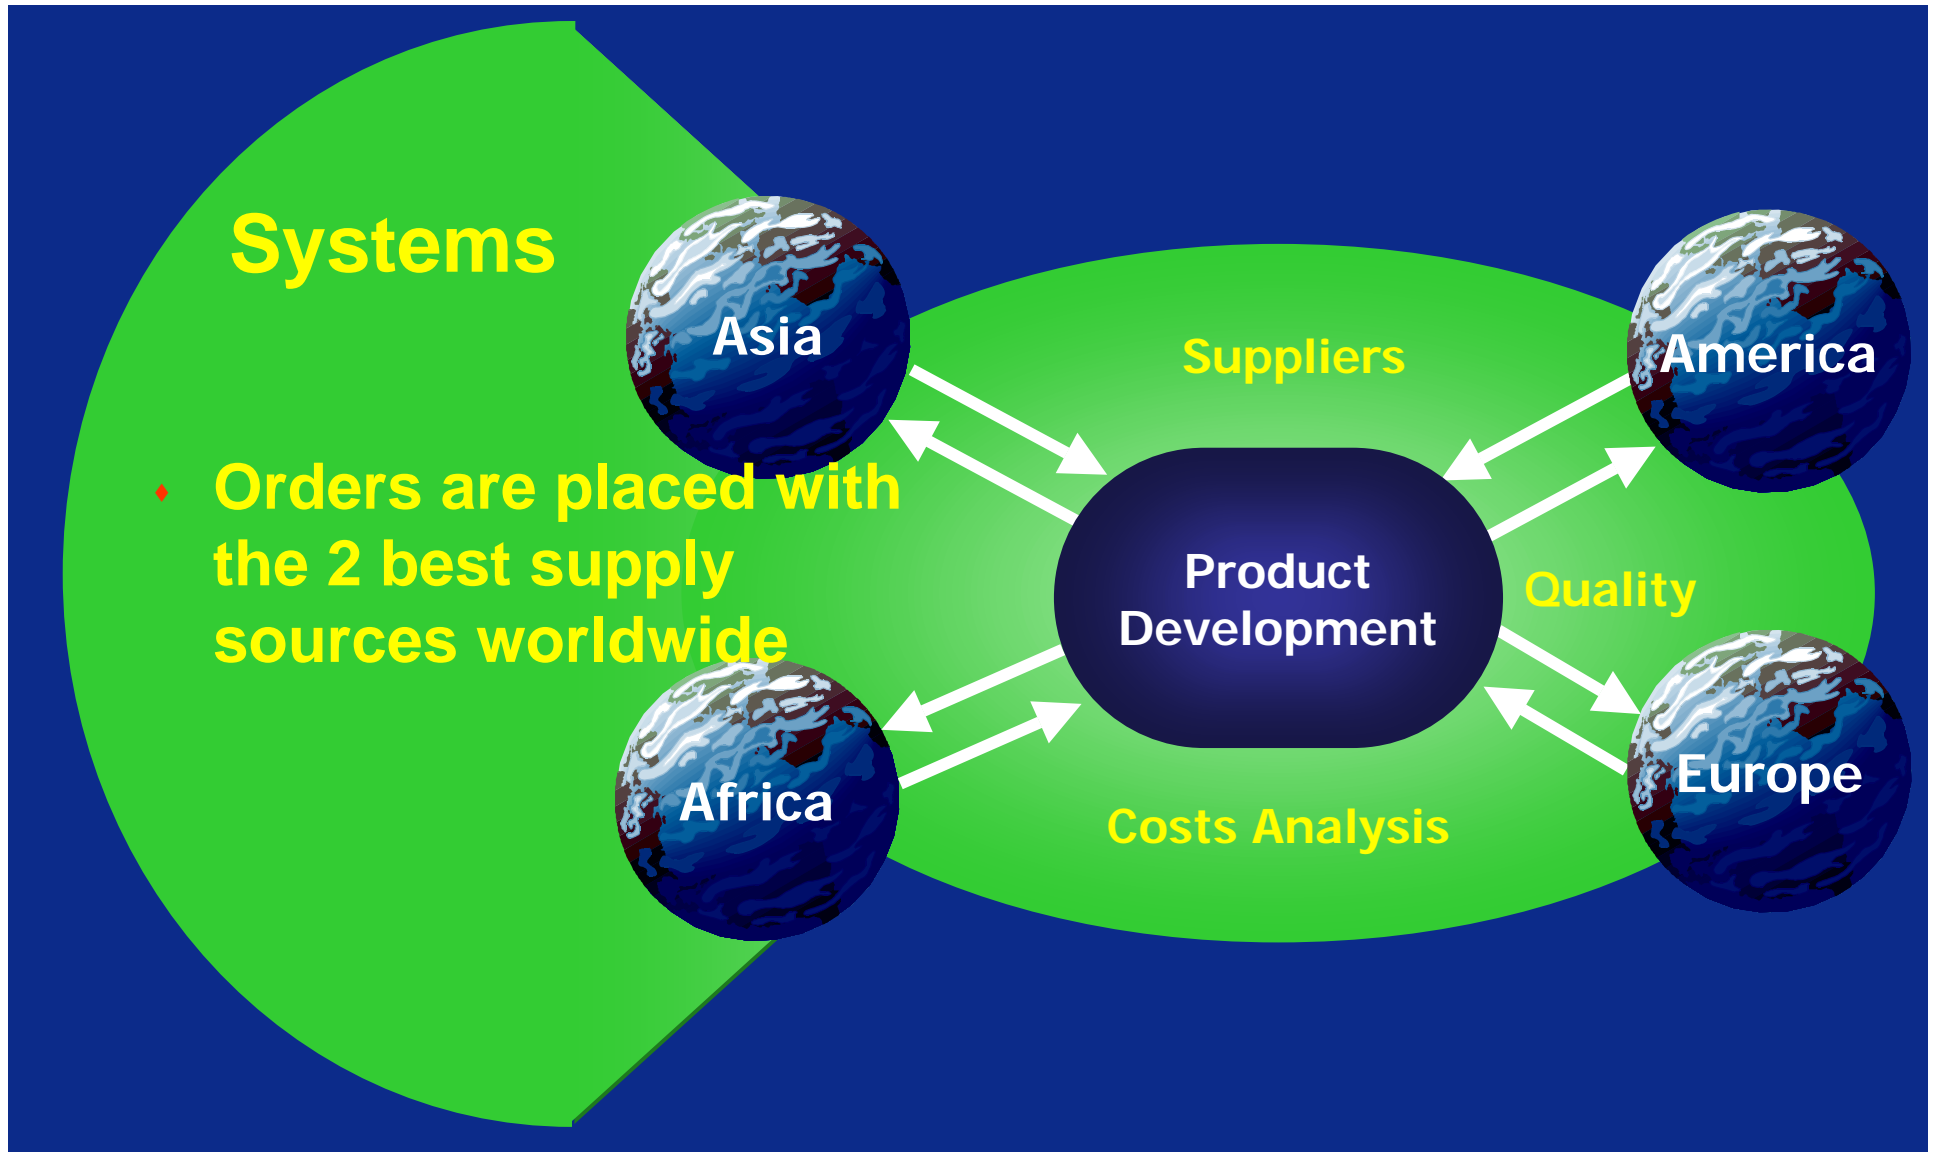 Systems
Orders are placed with
the 2 best supply
sources worldwide
Asia
Suppliers
America
Product
Development
Quality
Africa
Costs Analysis
Europe